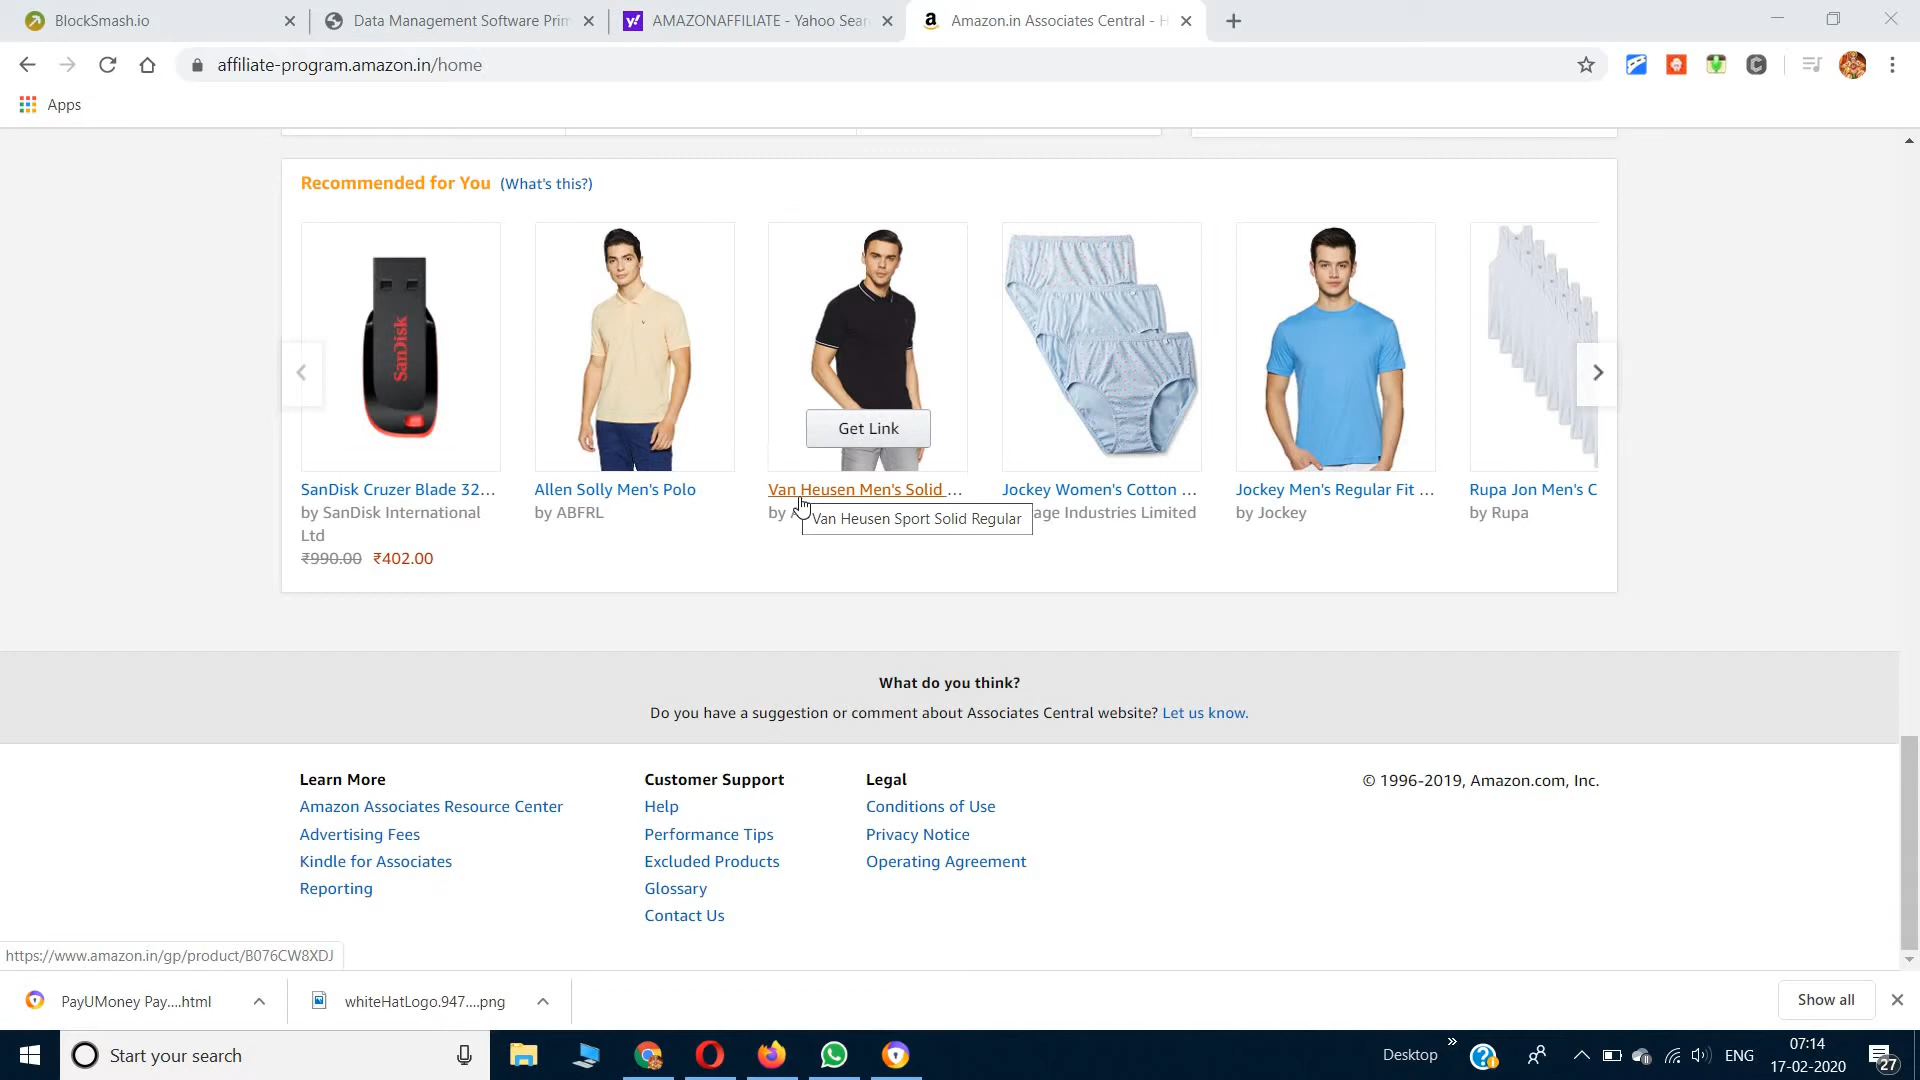 BlockSmash.io
Data Management Software Prim
AMAZONAFFILIATE - Yahoo Sear
Amazon.in Associates Central - H
affiliate-program.amazon.in/home
Apps
Recommended for You (What's this?)
SanDisk
Get Link
SanDisk Cruzer Blade 32...
by SanDisk International
Ltd
₹990.00 ₹402.00
Allen Solly Men's Polo
by ABFRL
Van Heusen Men's Solid ...
by A
Van Heusen Sport Solid Regular
Jockey Women's Cotton ...
age Industries Limited
Jockey Men's Regular Fit ...
by Jockey
Rupa Jon Men's C
by Rupa
What do you think?
Do you have a suggestion or comment about Associates Central website? Let us know.
Learn More
Amazon Associates Resource Center
Advertising Fees
Kindle for Associates
Reporting
Customer Support
Help
Performance Tips
Excluded Products
Glossary
Contact Us
Legal
Conditions of Use
Privacy Notice
Operating Agreement
© 1996-2019, Amazon.com, Inc.
https://www.amazon.in/gp/product/B076CW8XDJ
PayUMoney Pay....html
whiteHatLogo.947....png
Show all
Start your search
Desktop
ENG
07:14
17-02-2020
27